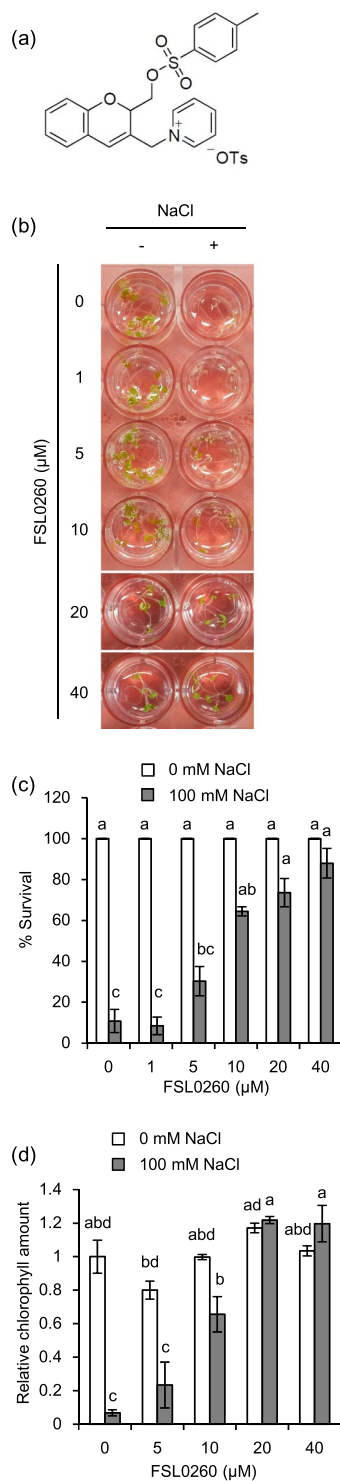 (a)
O
O
S
O
O
N
+
− OTs
(b)
NaCl
- +
FSL0260 (µM)
0
1
5
10
20
40
(c)
0 mM NaCl
100 mM NaCl
% Survival
120
100
80
60
40
20
0
a a a a a a a
a
ab
bc
c c
0 1 5 10 20 40
FSL0260 (µM)
(d)
0 mM NaCl
100 mM NaCl
Relative chlorophyll amount
1.4
1.2
1
0.8
0.6
0.4
0.2
0
abd bd abd ad a abd a
c c b
0 5 10 20 40
FSL0260 (µM)